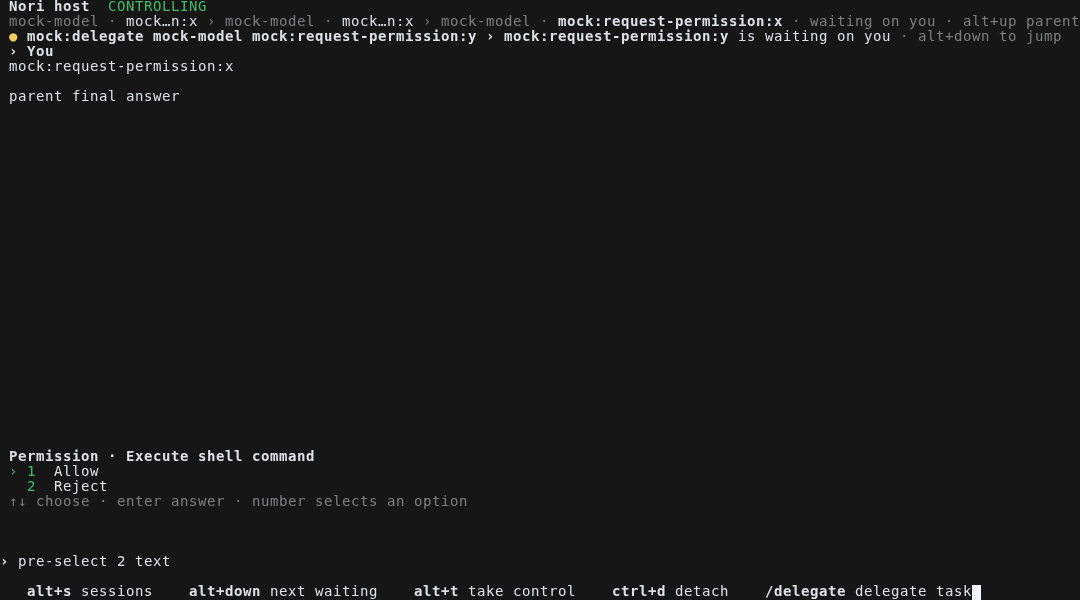 Nori host  CONTROLLING
mock-model · mock…n:x › mock-model · mock…n:x › mock-model · mock:request-permission:x · waiting on you · alt+up parent
● mock:delegate mock-model mock:request-permission:y › mock:request-permission:y is waiting on you · alt+down to jump
› You
mock:request-permission:x
parent final answer
Permission · Execute shell command
› 1  Allow
2  Reject
↑↓ choose · enter answer · number selects an option
› pre-select 2 text
alt+s sessions    alt+down next waiting    alt+t take control    ctrl+d detach    /delegate delegate task